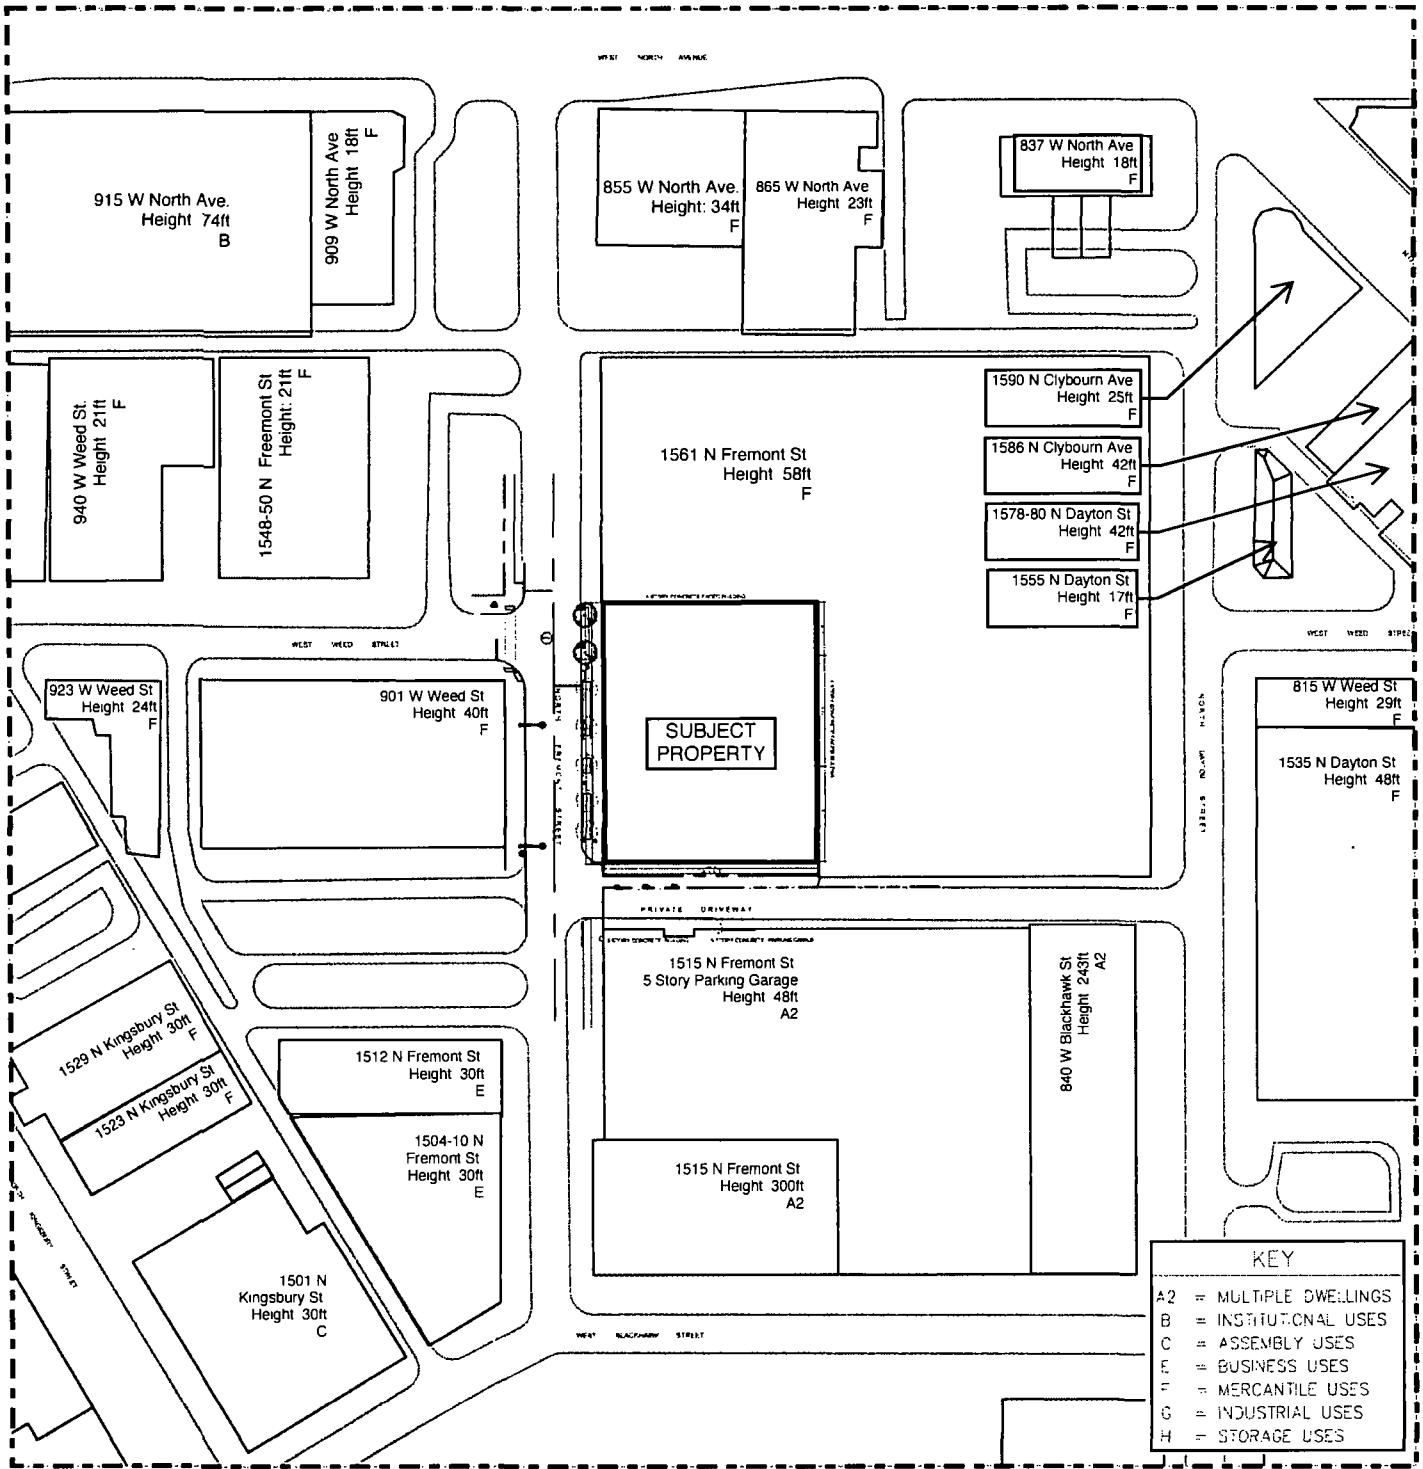 WEST NORTH AVENUE
915 W North Ave.
Height 74ft
B
909 W North Ave
Height 18ft
F
855 W North Ave.
Height: 34ft
F
865 W North Ave
Height 23ft
F
837 W North Ave
Height 18ft
F
940 W Weed St.
Height 21ft
F
1548-50 N Freemont St
Height: 21ft
F
1561 N Fremont St
Height 58ft
F
1590 N Clybourn Ave
Height 25ft
F
1586 N Clybourn Ave
Height 42ft
F
1578-80 N Dayton St
Height 42ft
F
1555 N Dayton St
Height 17ft
F
WEST WEED STREET
WEST WEED STREE
923 W Weed St
Height 24ft
F
901 W Weed St
Height 40ft
F
SUBJECT
PROPERTY
NORTH DAYTON STREET
815 W Weed St
Height 29ft
F
1535 N Dayton St
Height 48ft
F
PRIVATE DRIVEWAY
1515 N Fremont St
5 Story Parking Garage
Height 48ft
A2
840 W Blackhawk St
Height 243ft
A2
1529 N Kingsbury St
Height 30ft
F
1523 N Kingsbury St
Height 30ft
F
1512 N Fremont St
Height 30ft
E
1504-10 N
Fremont St
Height 30ft
E
1515 N Fremont St
Height 300ft
A2
KINGSBURY STREET
1501 N
Kingsbury St
Height 30ft
C
WEST BLACKHAWK STREET
KEY
A2 = MULTIPLE DWELLINGS
B = INSTITUTIONAL USES
C = ASSEMBLY USES
E = BUSINESS USES
F = MERCANTILE USES
G = INDUSTRIAL USES
H = STORAGE USES